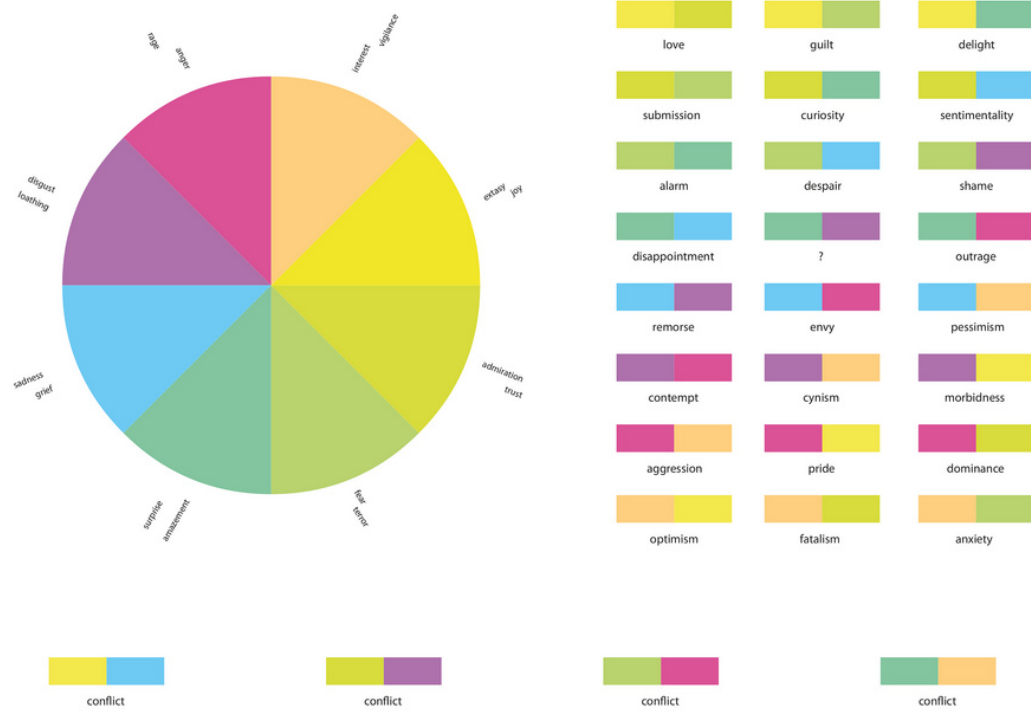 rage
anger
interest
vigilance
disgust
loathing
extasy
joy
sadness
grief
admiration
trust
surprise
amazement
fear
terror
love
guilt
delight
submission
curiosity
sentimentality
alarm
despair
shame
disappointment
?
outrage
remorse
envy
pessimism
contempt
cynism
morbidness
aggression
pride
dominance
optimism
fatalism
anxiety
conflict
conflict
conflict
conflict